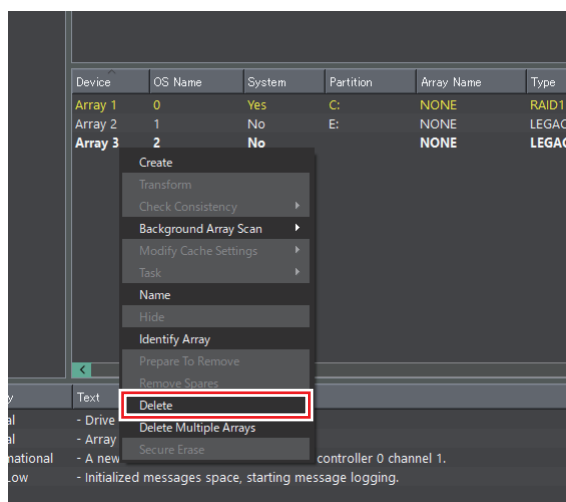 Device OS Name System Partition Array Name Type
Array 1 0 Yes C: NONE RAID1
Array 2 1 No E: NONE LEGAC
Array 3 2 No NONE LEGAC
Create
Transform
Check Consistency
Background Array Scan
Modify Cache Settings
Task
Name
Hide
Identify Array
Prepare To Remove
Remove Spares
Delete
Delete Multiple Arrays
Secure Erase
y Text
al - Drive
al - Array
national - A new controller 0 channel 1.
Low - Initialized messages space, starting message logging.